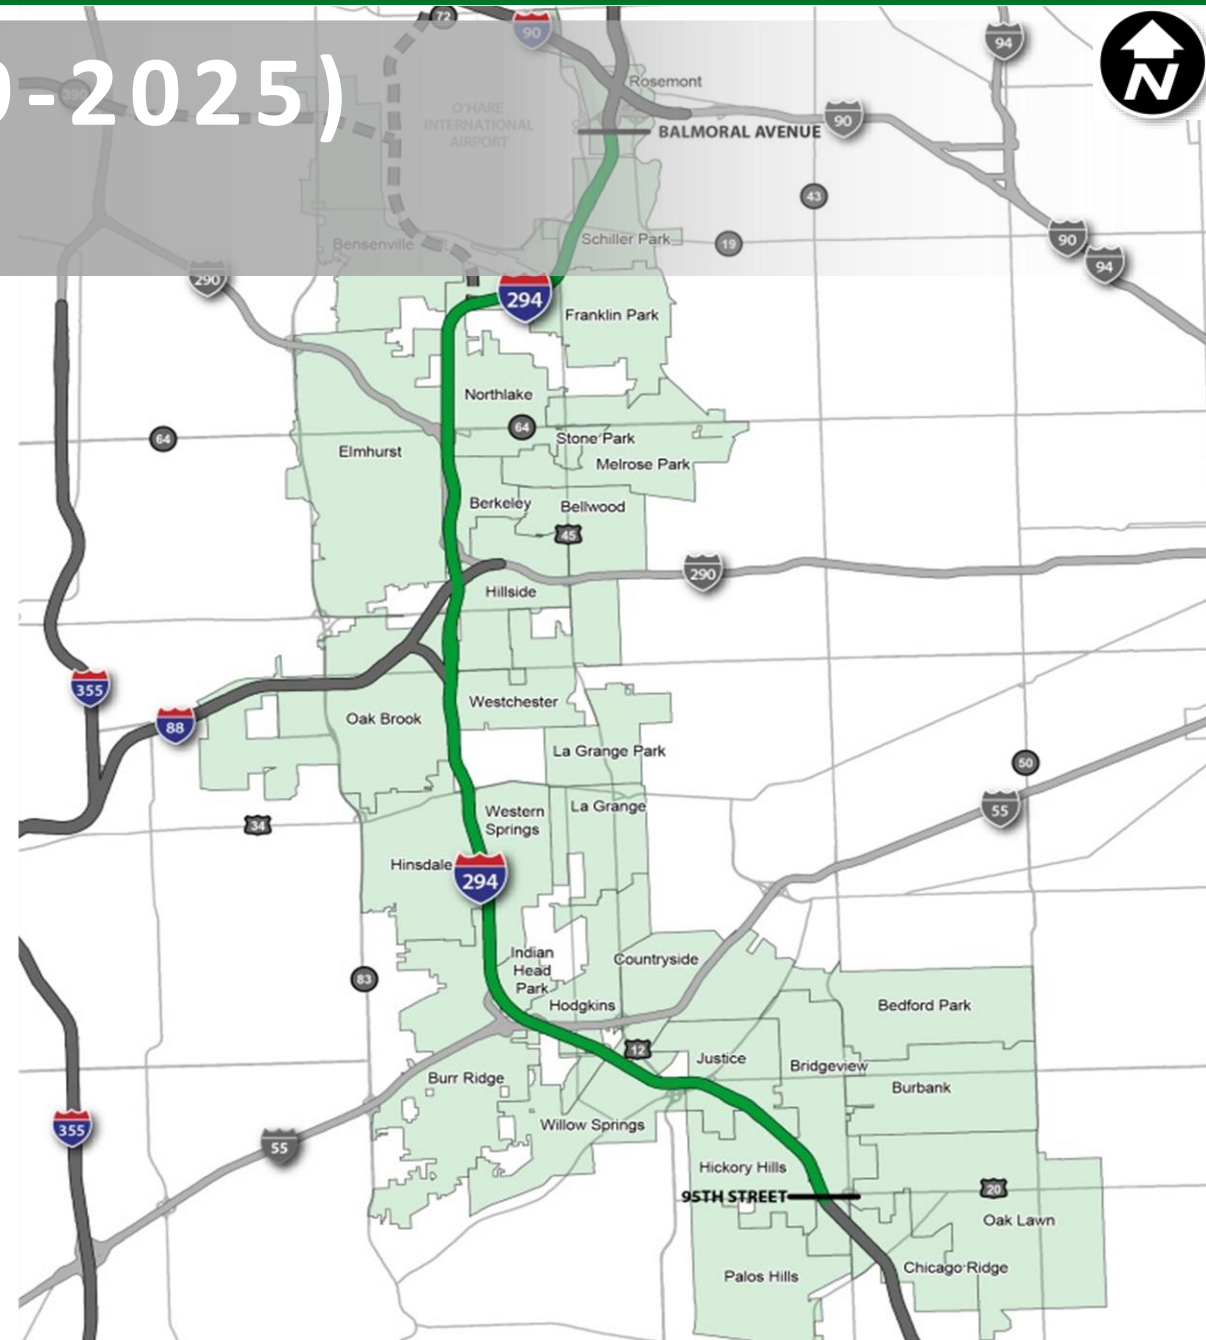 72
90
94
N
Rosemont
390
9-2025)
O'HARE
INTERNATIONAL
AIRPORT
BALMORAL AVENUE
90
43
Bensenville
Schiller Park
19
90
94
290
294
Franklin Park
Northlake
64
64
Stone Park
Elmhurst
Melrose Park
Berkeley
Bellwood
45
290
Hillside
355
88
Oak Brook
Westchester
La Grange Park
50
55
34
Western
Springs
La Grange
Hinsdale
294
Indian
Head
Park
Countryside
83
Hodgkins
Bedford Park
12
Justice
Bridgeview
Burr Ridge
Burbank
355
55
Willow Springs
Hickory Hills
95TH STREET
20
Oak Lawn
Palos Hills
Chicago Ridge